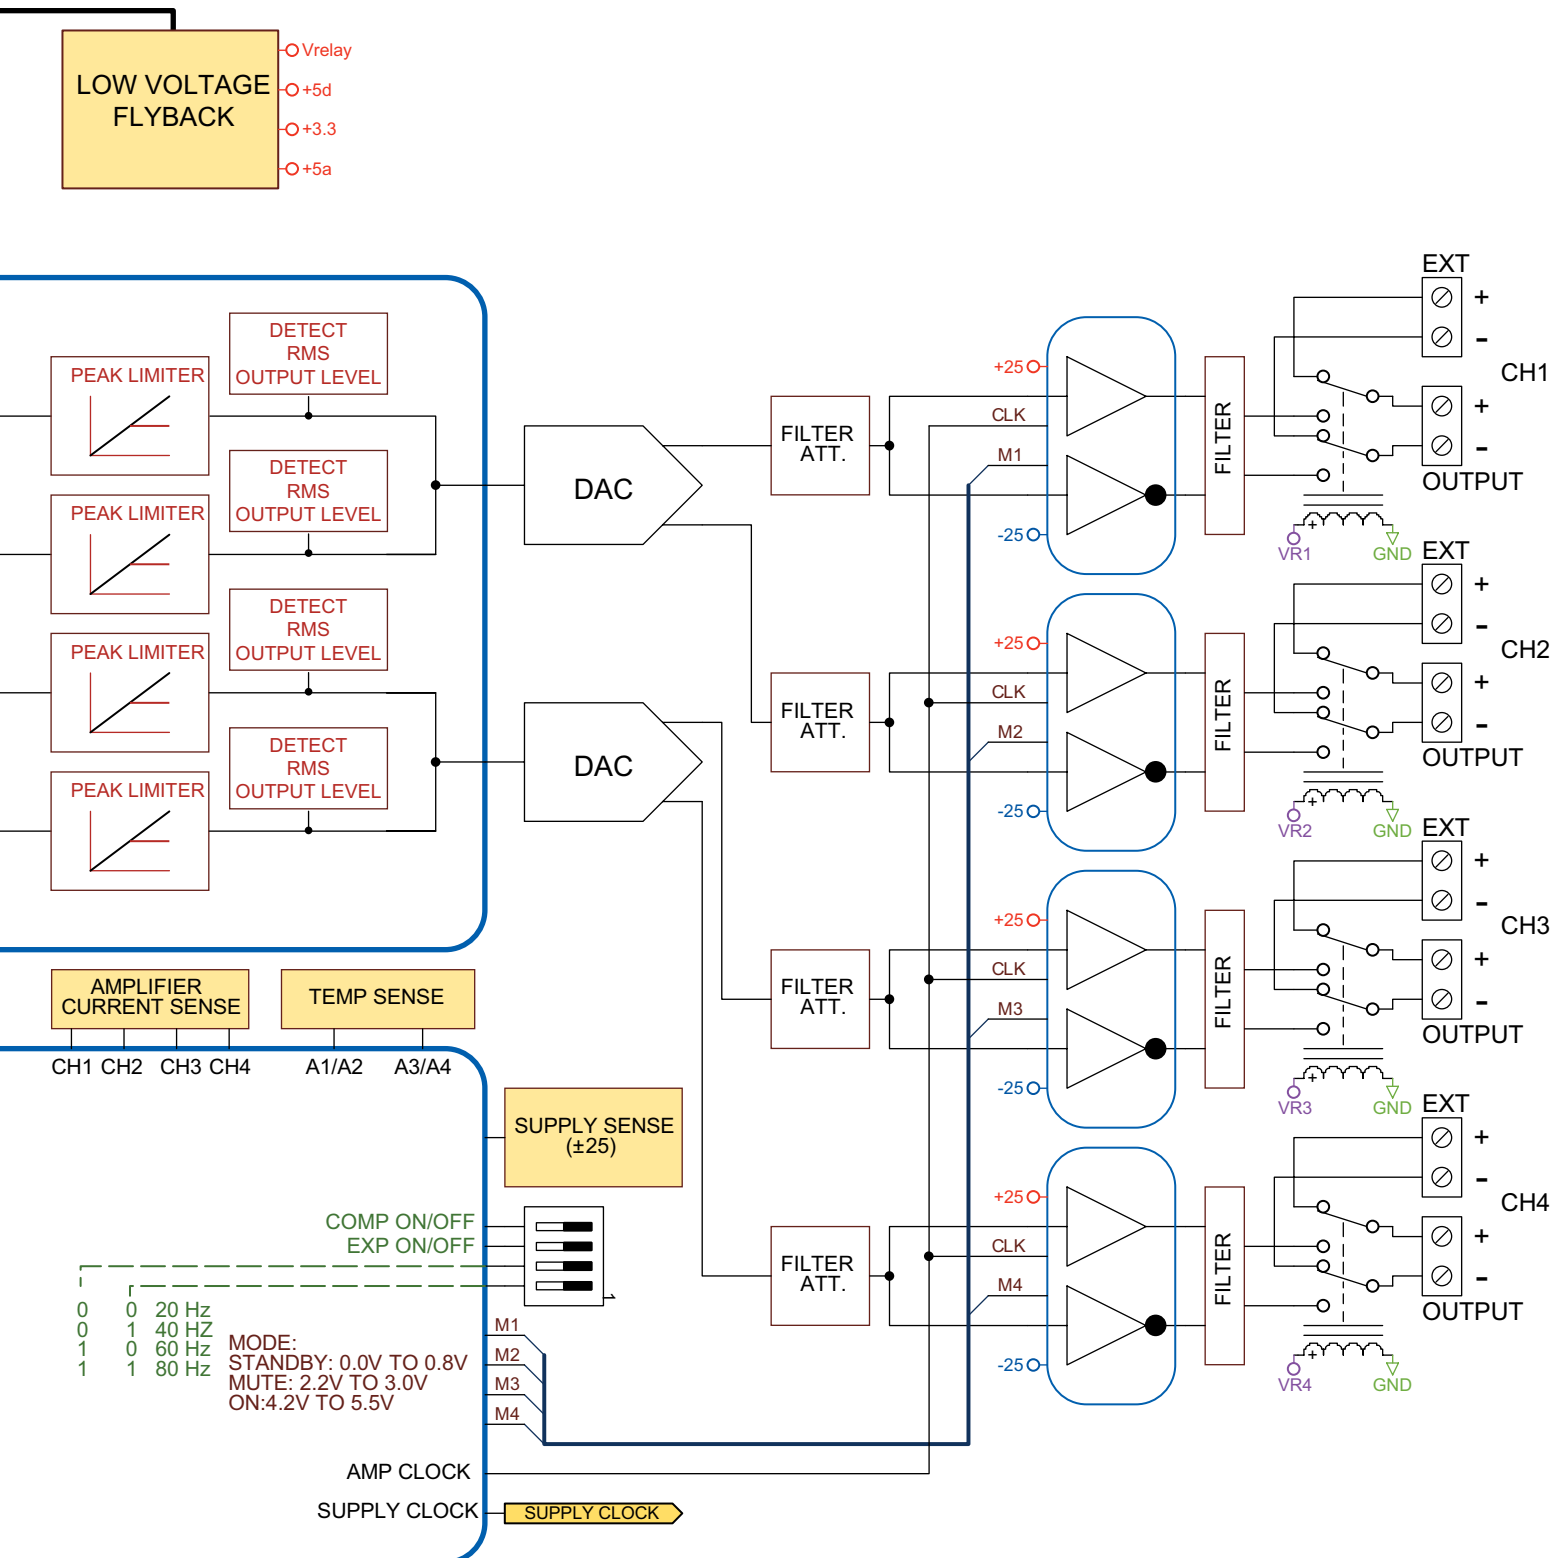 LOW VOLTAGE
FLYBACK
Vrelay
+5d
+3.3
+5a
PEAK LIMITER
DETECT
RMS
OUTPUT LEVEL
PEAK LIMITER
DETECT
RMS
OUTPUT LEVEL
PEAK LIMITER
DETECT
RMS
OUTPUT LEVEL
PEAK LIMITER
DETECT
RMS
OUTPUT LEVEL
DAC
DAC
FILTER
ATT.
FILTER
ATT.
FILTER
ATT.
FILTER
ATT.
+25
CLK
M1
-25
FILTER
EXT
+
-
CH1
+
-
OUTPUT
+
VR1
GND
+25
CLK
M2
-25
FILTER
EXT
+
-
CH2
+
-
OUTPUT
+
VR2
GND
+25
CLK
M3
-25
FILTER
EXT
+
-
CH3
+
-
OUTPUT
+
VR3
GND
+25
CLK
M4
-25
FILTER
EXT
+
-
CH4
+
-
OUTPUT
+
VR4
GND
AMPLIFIER
CURRENT SENSE
TEMP SENSE
CH1 CH2 CH3 CH4
A1/A2 A3/A4
SUPPLY SENSE
(±25)
COMP ON/OFF
EXP ON/OFF
1
0 0 20 Hz
0 1 40 HZ
1 0 60 Hz
1 1 80 Hz
MODE:
STANDBY: 0.0V TO 0.8V
MUTE: 2.2V TO 3.0V
ON:4.2V TO 5.5V
M1
M2
M3
M4
AMP CLOCK
SUPPLY CLOCK
SUPPLY CLOCK